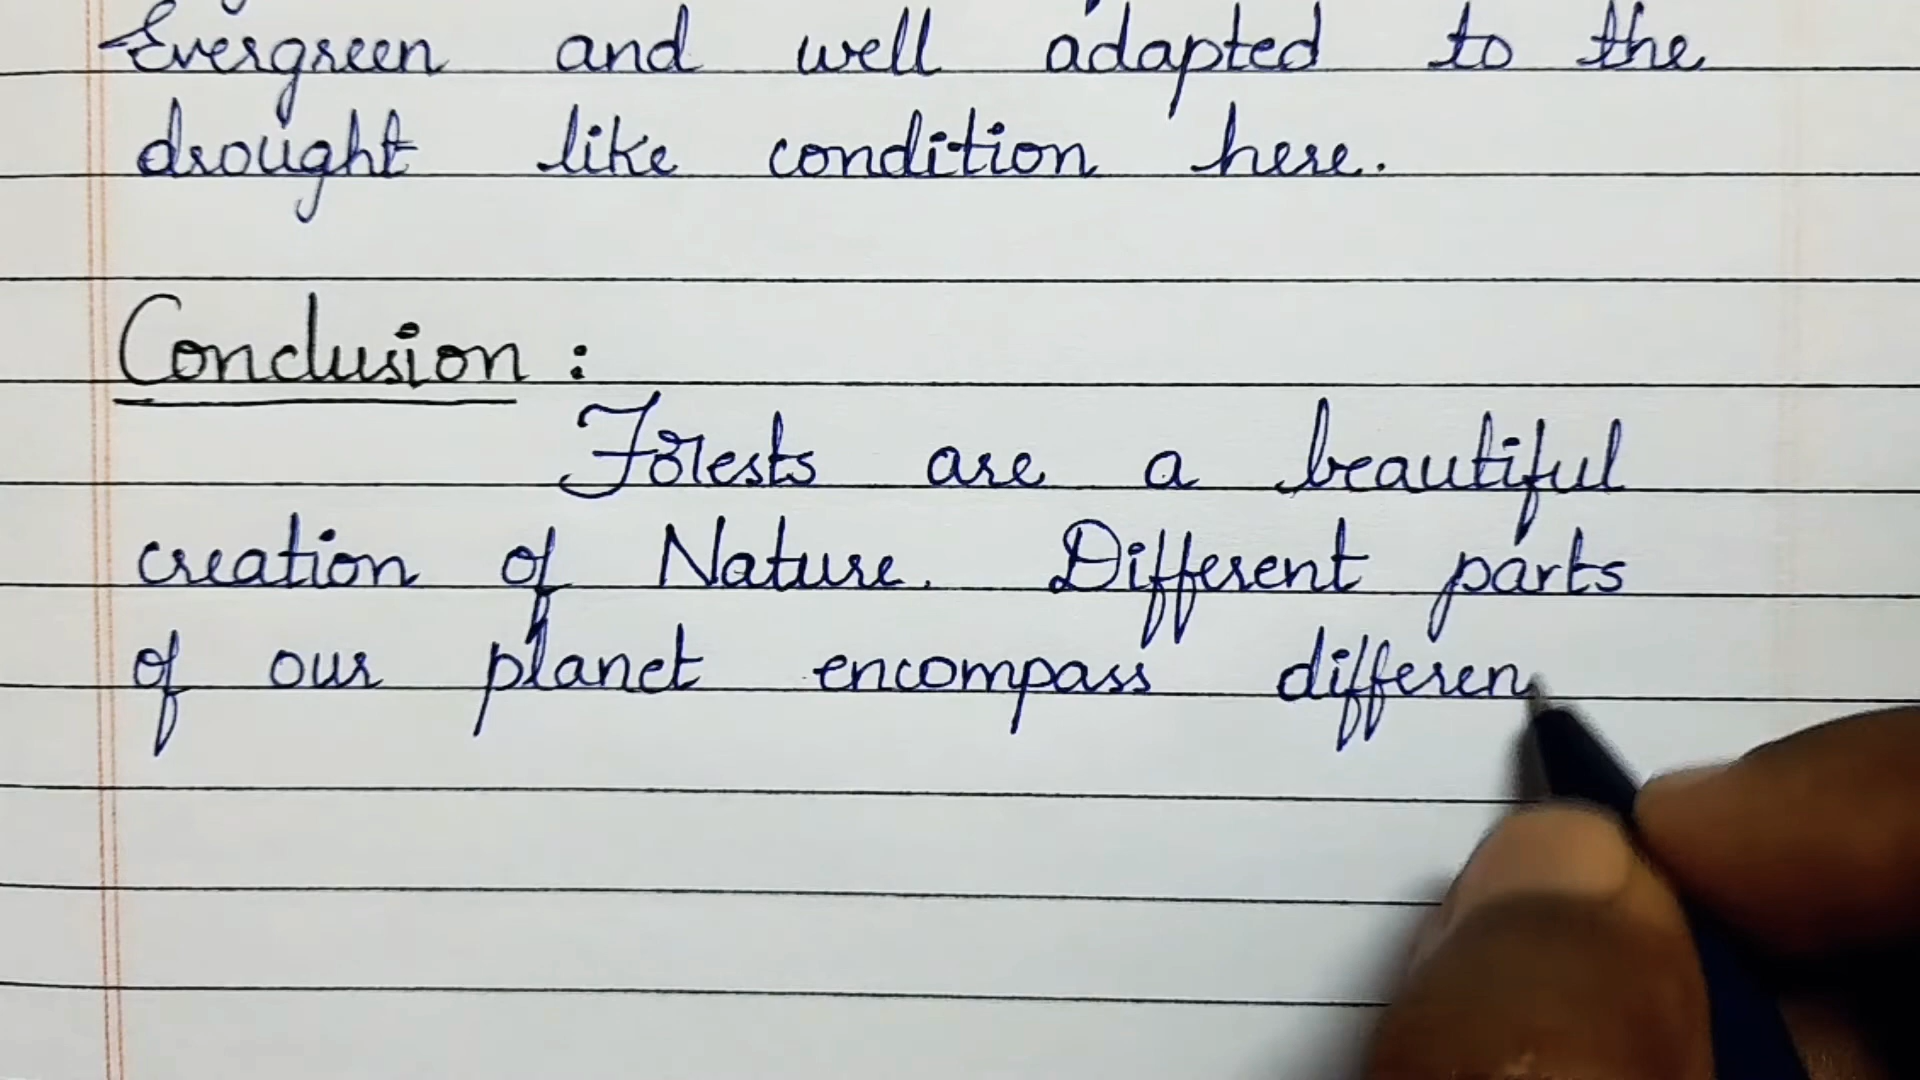 Evergreen and well adapted to the
drought like condition here.
Conclusion :
Forests are a beautiful
creation of Nature. Different parts
of our planet encompass differen